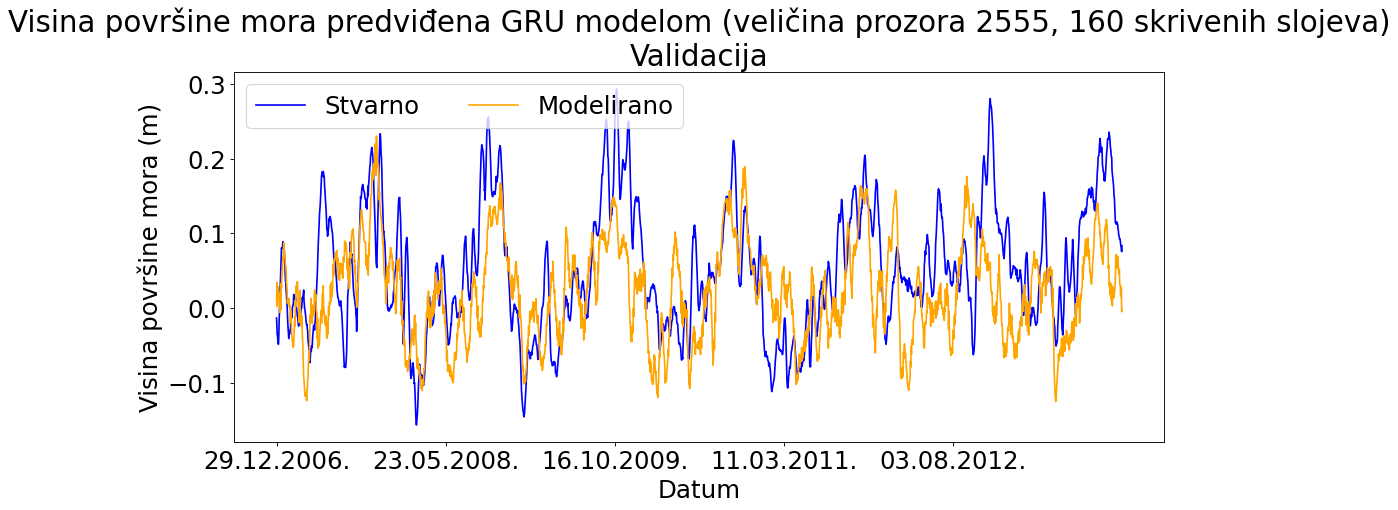 Visina površine mora predviđena GRU modelom (veličina prozora 2555, 160 skrivenih slojeva)
Validacija
Stvarno
Modelirano
Visina površine mora (m)
0.3
0.2
0.1
0.0
−0.1
29.12.2006.
23.05.2008.
16.10.2009.
11.03.2011.
03.08.2012.
Datum